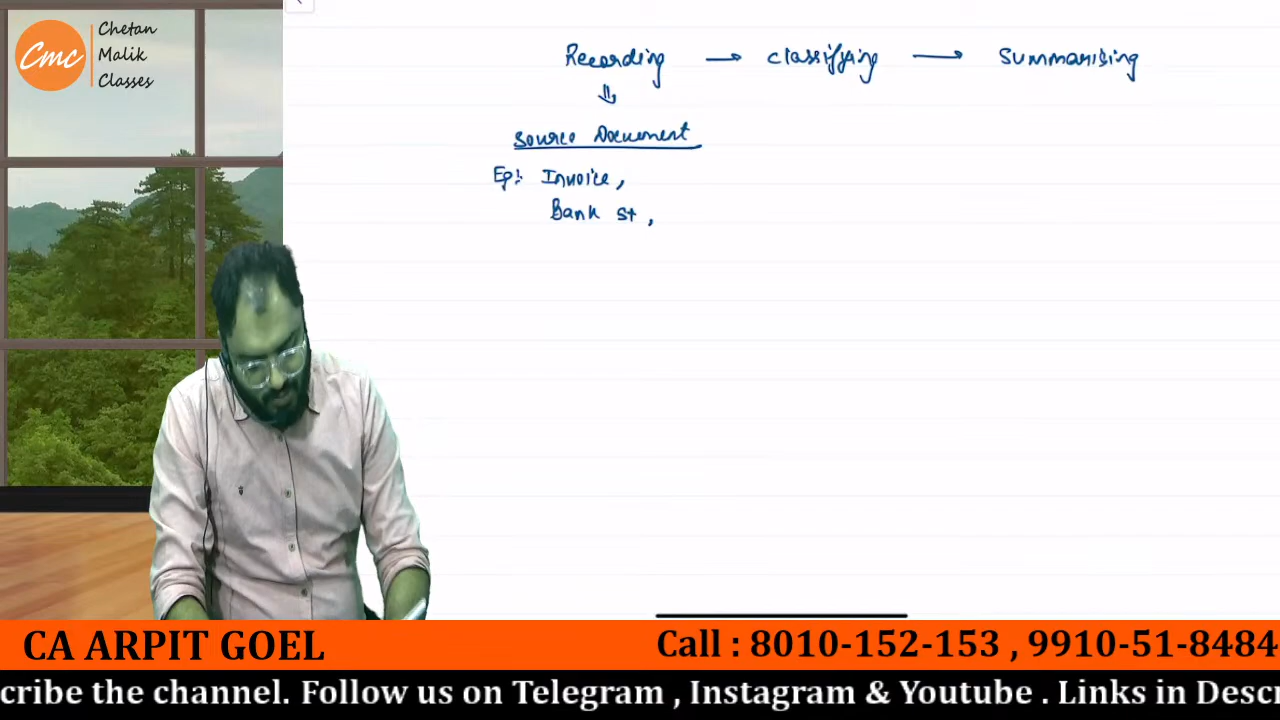 cmc
Chetan
Malik
Classes
Recording → classifying → Summarising
⇓
Source Document
Eg:- Invoice,
Bank st,
CA ARPIT GOEL
Call : 8010-152-153 , 9910-51-8484
cribe the channel. Follow us on Telegram , Instagram & Youtube . Links in Descr